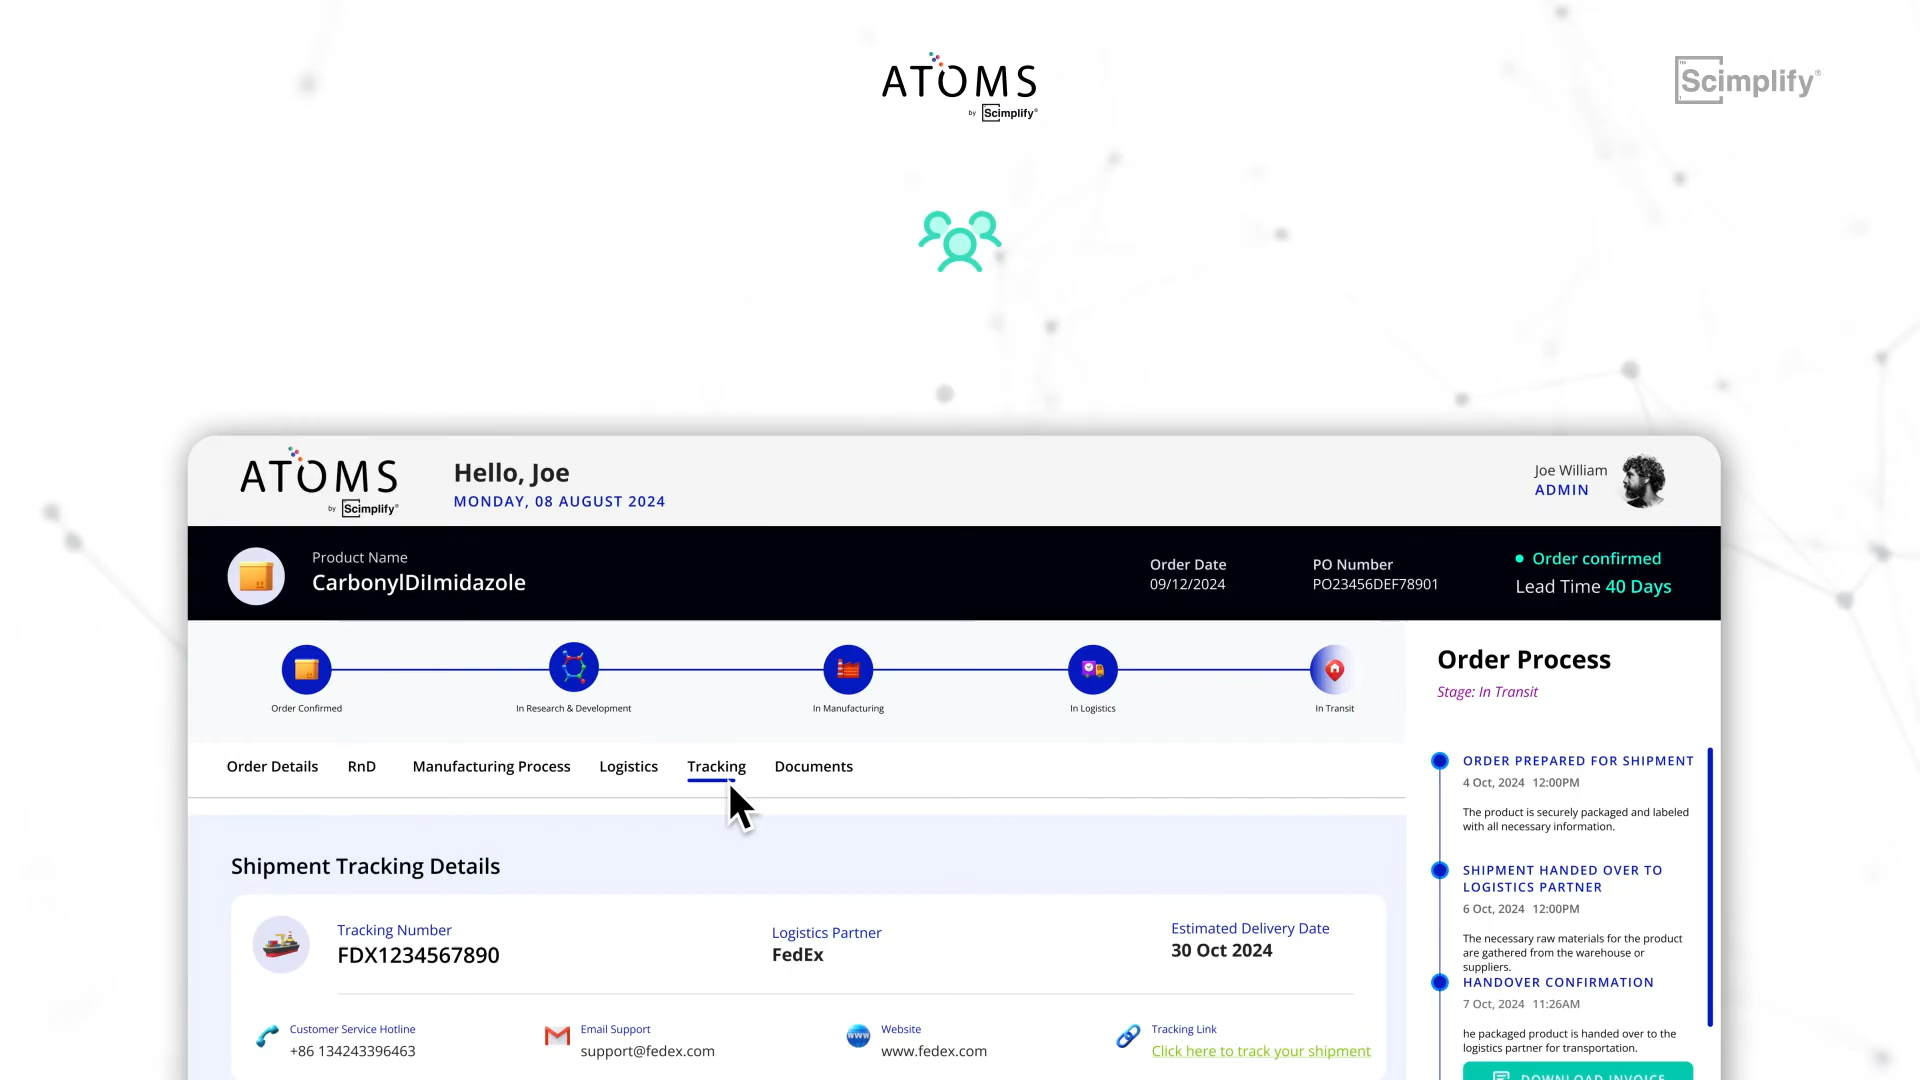 ATOMS
by Scimplify®
Scimplify®
ATOMS
by Scimplify®
Hello, Joe
MONDAY, 08 AUGUST 2024
Joe William
ADMIN
Product Name
CarbonylDiImidazole
Order Date
09/12/2024
PO Number
PO23456DEF78901
Order confirmed
Lead Time 40 Days
Order Confirmed
In Research & Development
In Manufacturing
In Logistics
In Transit
Order Details
RnD
Manufacturing Process
Logistics
Tracking
Documents
Shipment Tracking Details
Tracking Number
FDX1234567890
Logistics Partner
FedEx
Estimated Delivery Date
30 Oct 2024
Customer Service Hotline
+86 134243396463
Email Support
support@fedex.com
www
Website
www.fedex.com
Tracking Link
Click here to track your shipment
Order Process
Stage: In Transit
ORDER PREPARED FOR SHIPMENT
4 Oct, 2024 12:00PM
The product is securely packaged and labeled
with all necessary information.
SHIPMENT HANDED OVER TO
LOGISTICS PARTNER
6 Oct, 2024 12:00PM
The necessary raw materials for the product
are gathered from the warehouse or
suppliers.
HANDOVER CONFIRMATION
7 Oct, 2024 11:26AM
he packaged product is handed over to the
logistics partner for transportation.
DOWNLOAD INVOICE